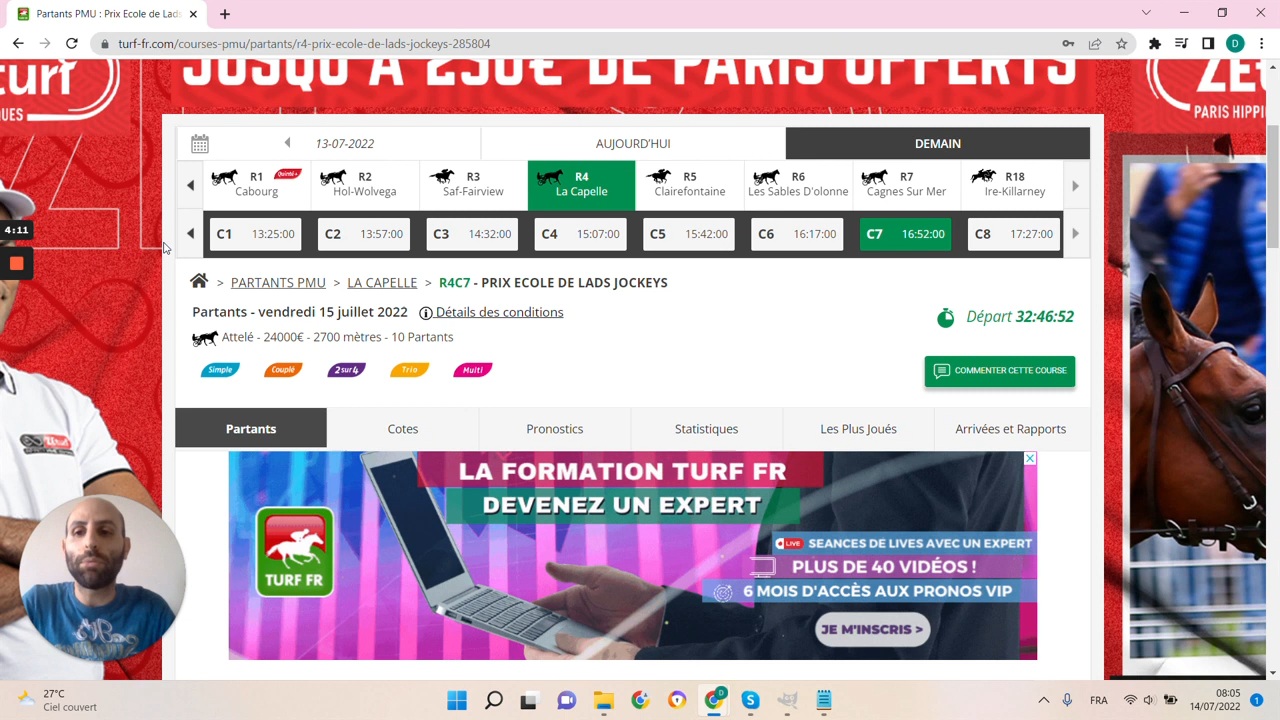 Partants PMU : Prix Ecole de Lads
turf-fr.com/courses-pmu/partants/r4-prix-ecole-de-lads-jockeys-285804
D
JUSQU'À 250€ DE PARIS OFFERTS
turf
QUES
ZEturf
PARIS HIPPI
13-07-2022
AUJOURD'HUI
DEMAIN
R1 Quinté+
Cabourg
R2
Hol-Wolvega
R3
Saf-Fairview
R4
La Capelle
R5
Clairefontaine
R6
Les Sables D'olonne
R7
Cagnes Sur Mer
R18
Ire-Killarney
C1 13:25:00
C2 13:57:00
C3 14:32:00
C4 15:07:00
C5 15:42:00
C6 16:17:00
C7 16:52:00
C8 17:27:00
4:11
> PARTANTS PMU > LA CAPELLE > R4C7 - PRIX ECOLE DE LADS JOCKEYS
Partants - vendredi 15 juillet 2022 Détails des conditions
Départ 32:46:52
Attelé - 24000€ - 2700 mètres - 10 Partants
Simple
Couplé
2sur4
Trio
Multi
COMMENTER CETTE COURSE
Partants
Cotes
Pronostics
Statistiques
Les Plus Joués
Arrivées et Rapports
LA FORMATION TURF FR
DEVENEZ UN EXPERT
TURF FR
LIVE SEANCES DE LIVES AVEC UN EXPERT
PLUS DE 40 VIDÉOS !
6 MOIS D'ACCÈS AUX PRONOS VIP
JE M'INSCRIS >
27°C
Ciel couvert
FRA
08:05
14/07/2022
1